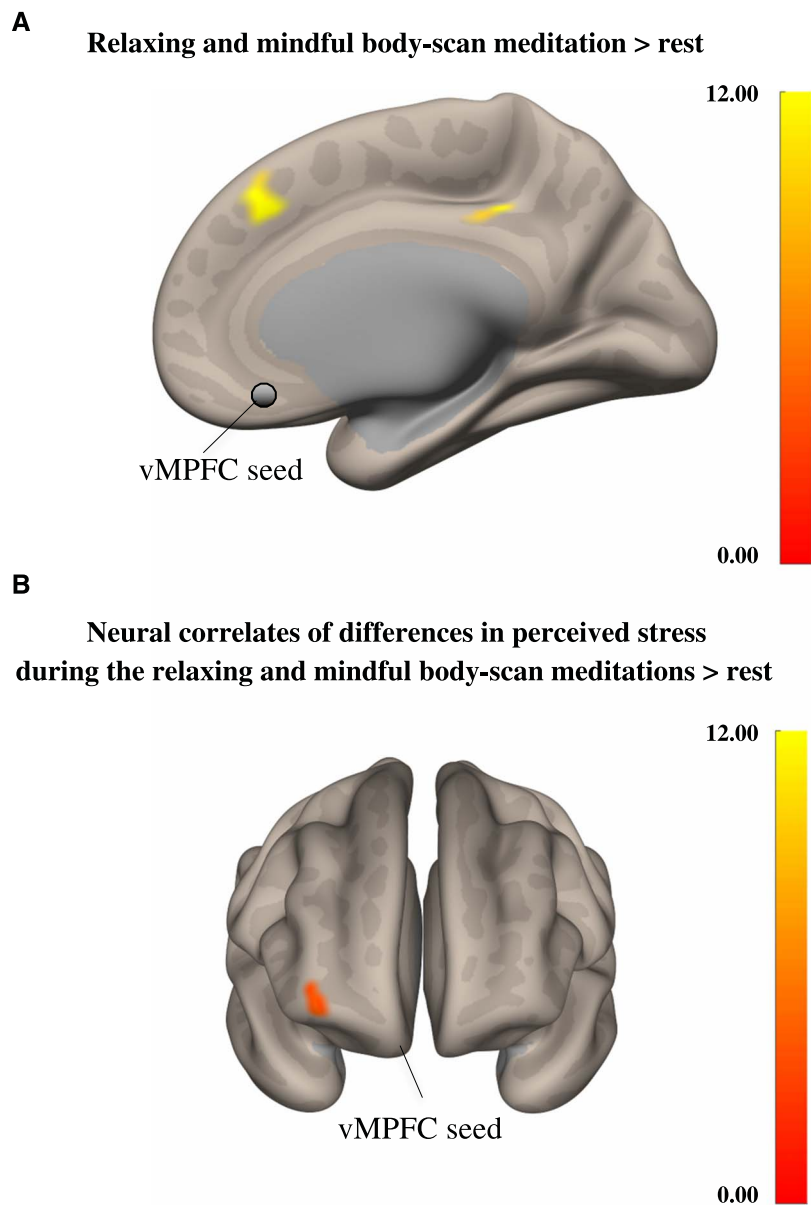 A
Relaxing and mindful body-scan meditation > rest
12.00
vMPFC seed
0.00
B
Neural correlates of differences in perceived stress
during the relaxing and mindful body-scan meditations > rest
12.00
vMPFC seed
0.00